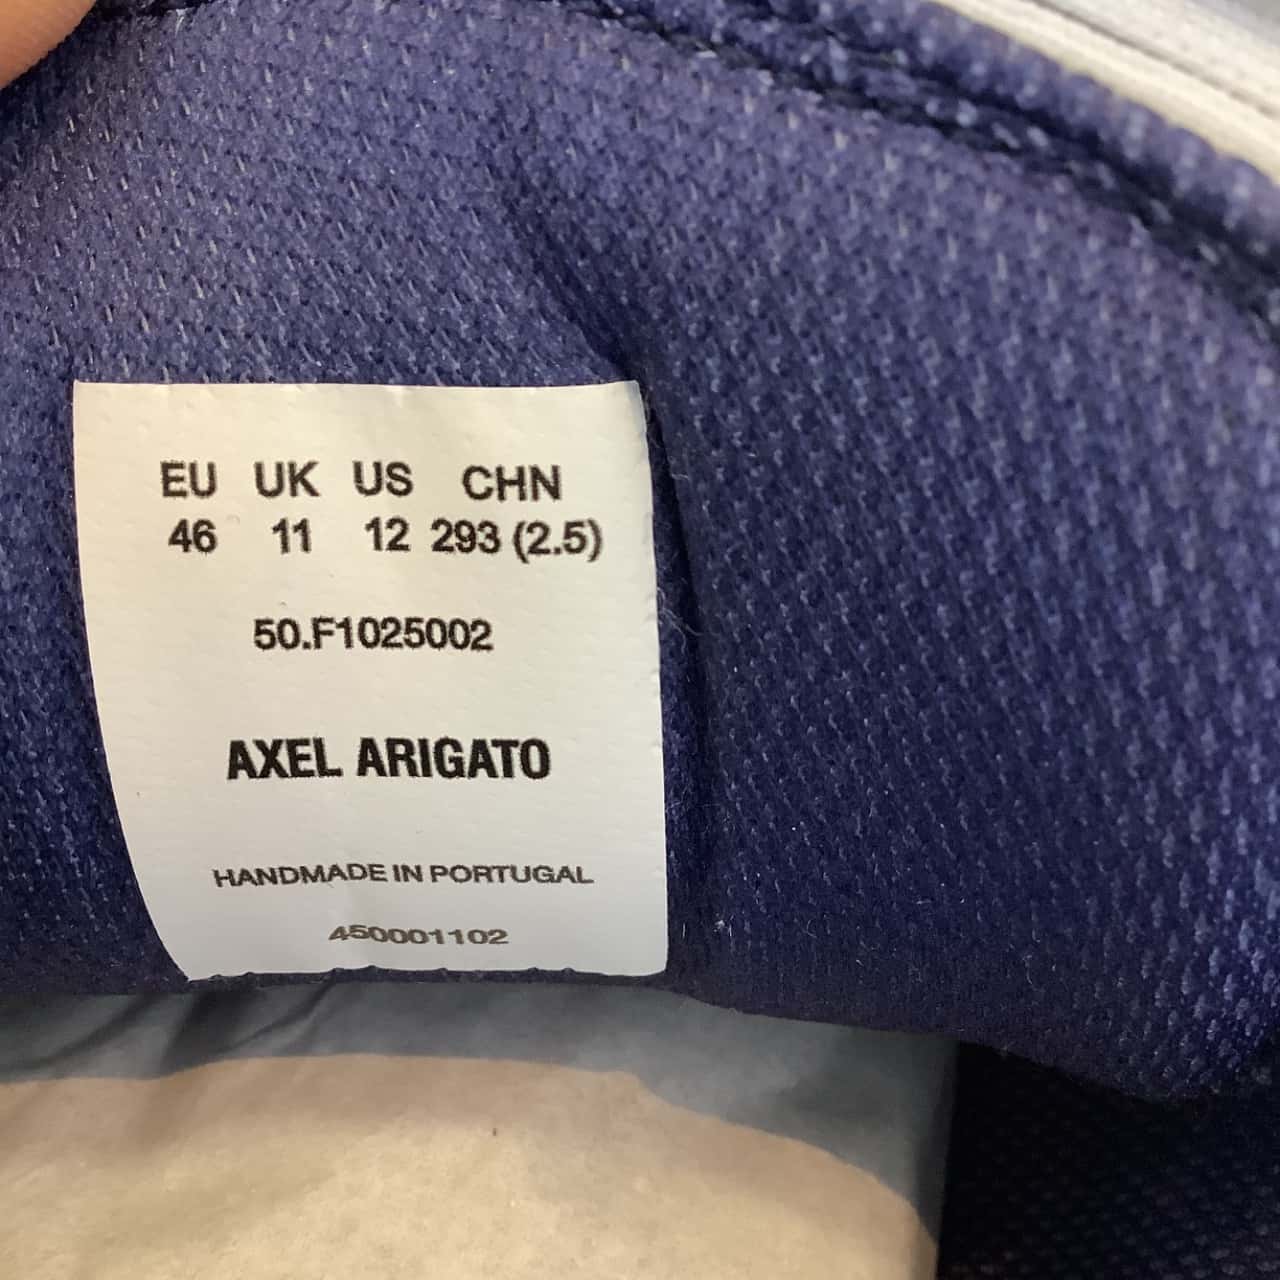 EU UK US CHN
46 11 12 293 (2.5)
50.F1025002
AXEL ARIGATO
HANDMADE IN PORTUGAL
450001102